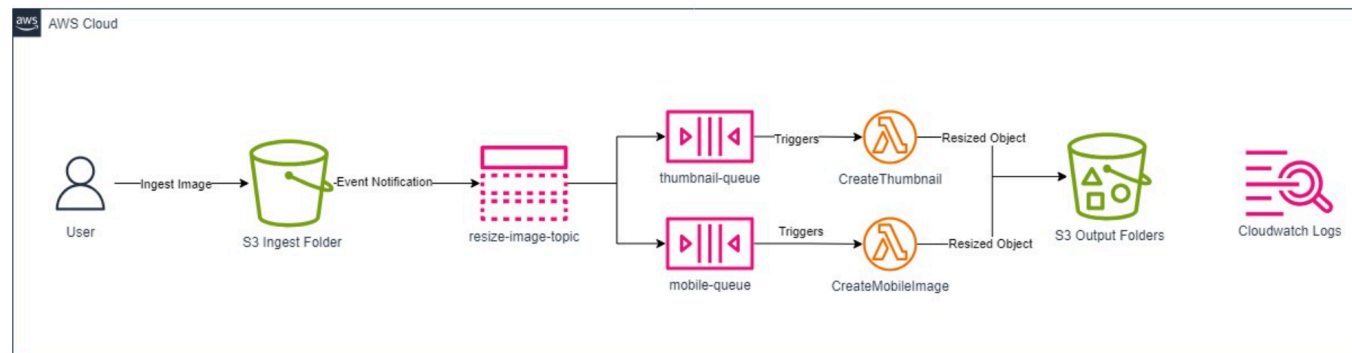 aws
AWS Cloud
User
Ingest Image
S3 Ingest Folder
Event Notification
resize-image-topic
thumbnail-queue
Triggers
CreateThumbnail
Resized Object
mobile-queue
Triggers
CreateMobileImage
Resized Object
S3 Output Folders
Cloudwatch Logs